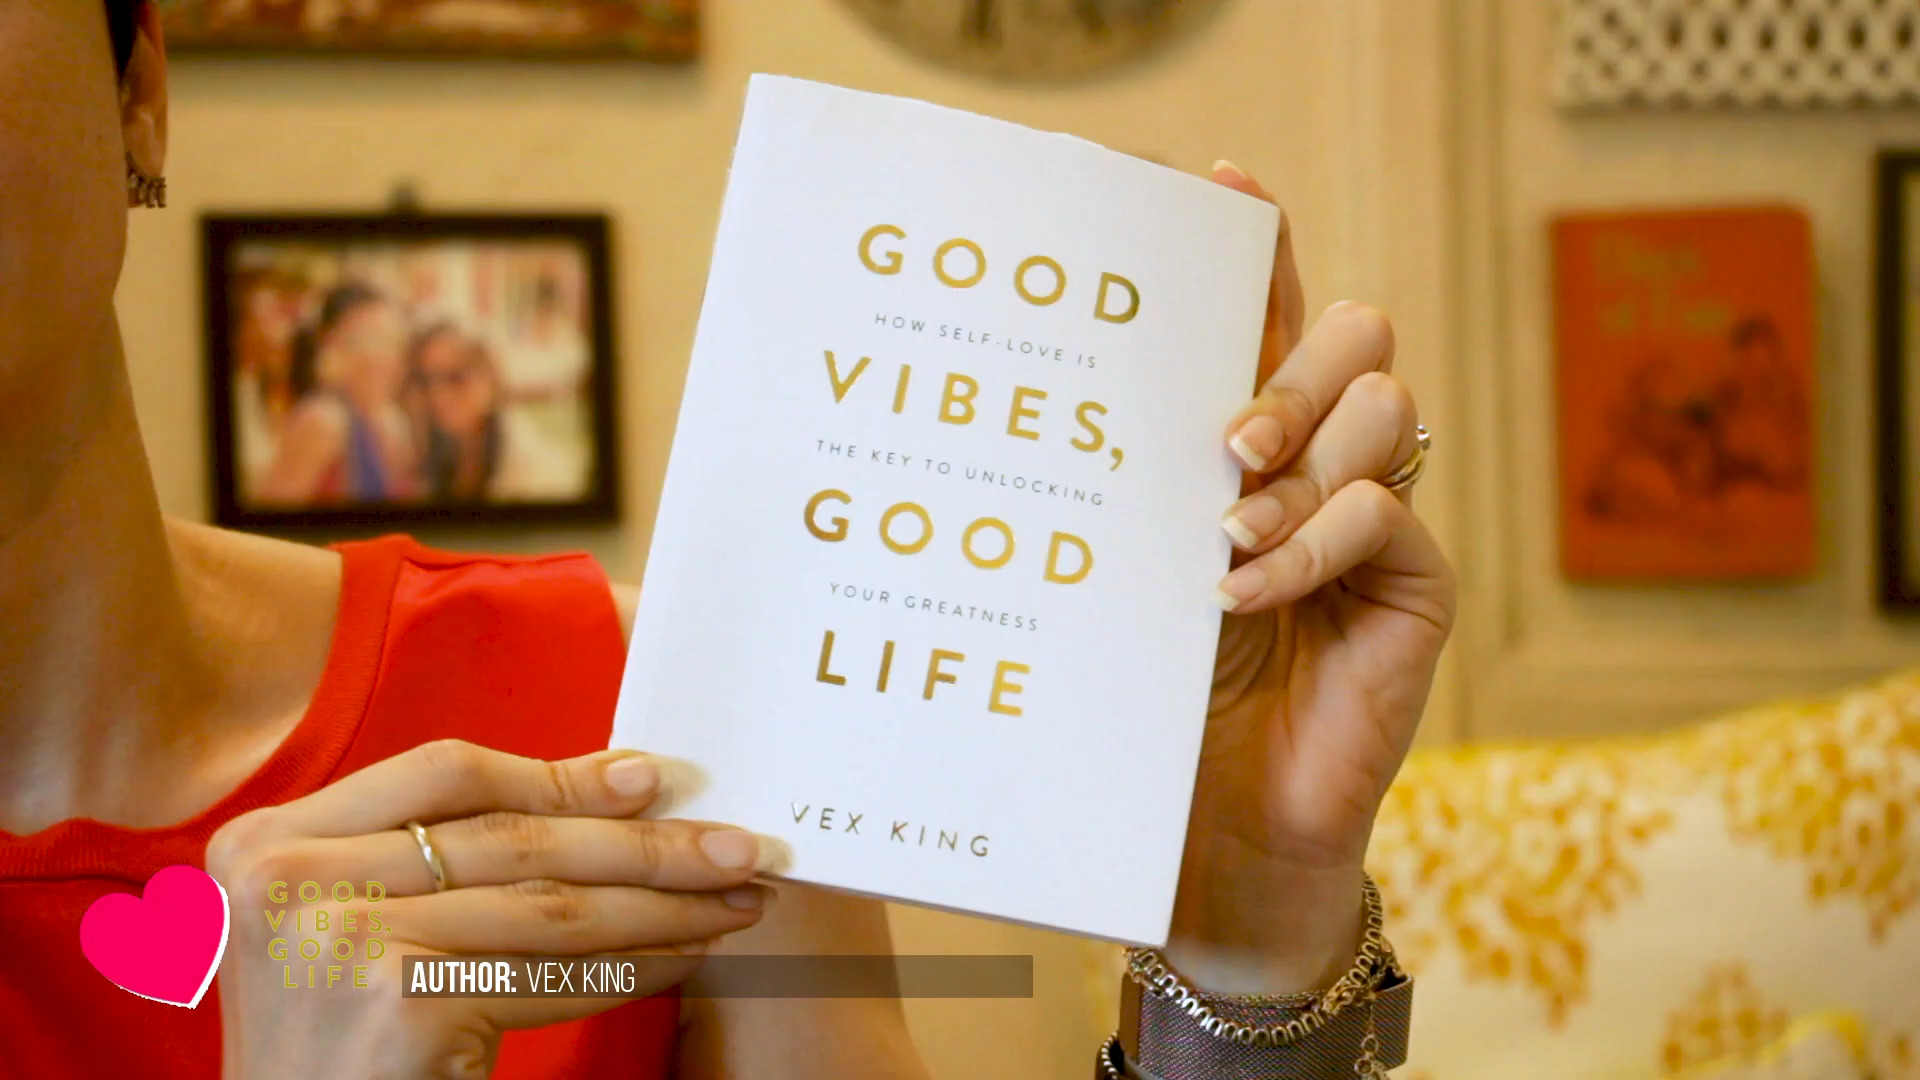 GOOD
HOW SELF-LOVE IS
VIBES,
THE KEY TO UNLOCKING
GOOD
YOUR GREATNESS
LIFE
VEX KING
GOOD
VIBES,
GOOD
LIFE
AUTHOR: VEX KING